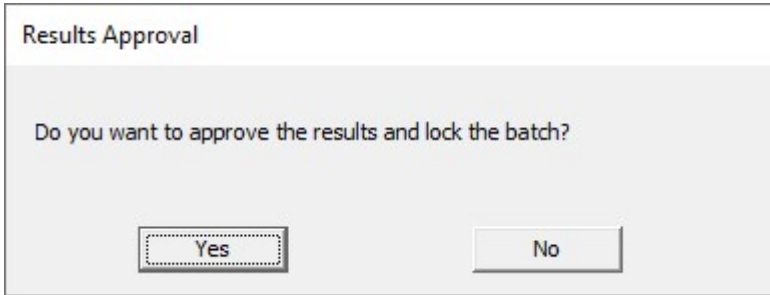 Results Approval
Do you want to approve the results and lock the batch?
Yes
No